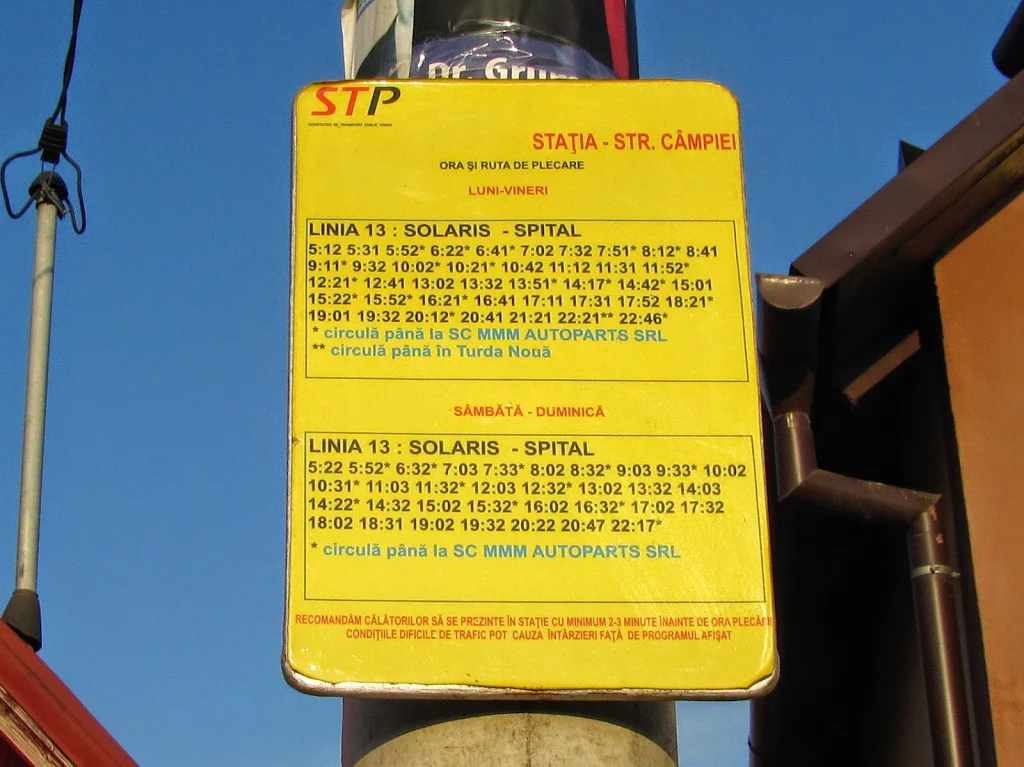 Dr. Grum
STP
SOCIETATEA DE TRANSPORT PUBLIC TURDA
STAŢIA - STR. CÂMPIEI
ORA ŞI RUTA DE PLECARE
LUNI-VINERI
LINIA 13 : SOLARIS - SPITAL
5:12 5:31 5:52* 6:22* 6:41* 7:02 7:32 7:51* 8:12* 8:41
9:11* 9:32 10:02* 10:21* 10:42 11:12 11:31 11:52*
12:21* 12:41 13:02 13:32 13:51* 14:17* 14:42* 15:01
15:22* 15:52* 16:21* 16:41 17:11 17:31 17:52 18:21*
19:01 19:32 20:12* 20:41 21:21 22:21** 22:46*
* circulă până la SC MMM AUTOPARTS SRL
** circulă până în Turda Nouă
SÂMBĂTĂ - DUMINICĂ
LINIA 13 : SOLARIS - SPITAL
5:22 5:52* 6:32* 7:03 7:33* 8:02 8:32* 9:03 9:33* 10:02
10:31* 11:03 11:32* 12:03 12:32* 13:02 13:32 14:03
14:22* 14:32 15:02 15:32* 16:02 16:32* 17:02 17:32
18:02 18:31 19:02 19:32 20:22 20:47 22:17*
* circulă până la SC MMM AUTOPARTS SRL
RECOMANDĂM CĂLĂTORILOR SĂ SE PREZINTE ÎN STAŢIE CU MINIMUM 2-3 MINUTE ÎNAINTE DE ORA PLECĂRII
CONDIŢIILE DIFICILE DE TRAFIC POT CAUZA ÎNTÂRZIERI FAŢĂ DE PROGRAMUL AFIŞAT